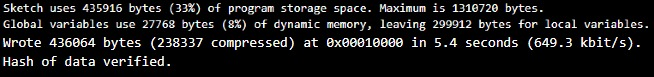 Sketch uses 435916 bytes (33%) of program storage space. Maximum is 1310720 bytes.
Global variables use 27768 bytes (8%) of dynamic memory, leaving 299912 bytes for local variables.
Wrote 436064 bytes (238337 compressed) at 0x00010000 in 5.4 seconds (649.3 kbit/s).
Hash of data verified.